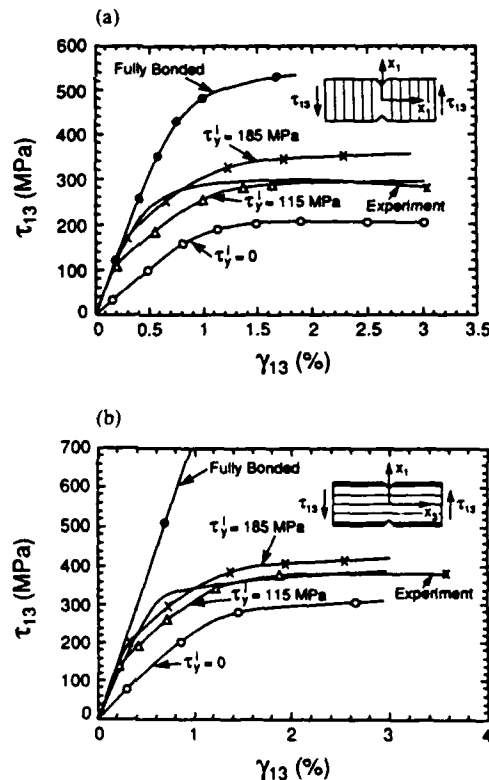 (a)
600
500
400
300
200
100
0
τ13 (MPa)
Fully Bonded
τyi = 185 MPa
τyi = 115 MPa
τyi = 0
Experiment
x1
τ13
τ13
0 0.5 1 1.5 2 2.5 3 3.5
γ13 (%)
(b)
700
600
500
400
300
200
100
0
τ13 (MPa)
Fully Bonded
τyi = 185 MPa
τyi = 115 MPa
τyi = 0
Experiment
x1
x3
τ13
τ13
0 1 2 3 4
γ13 (%)